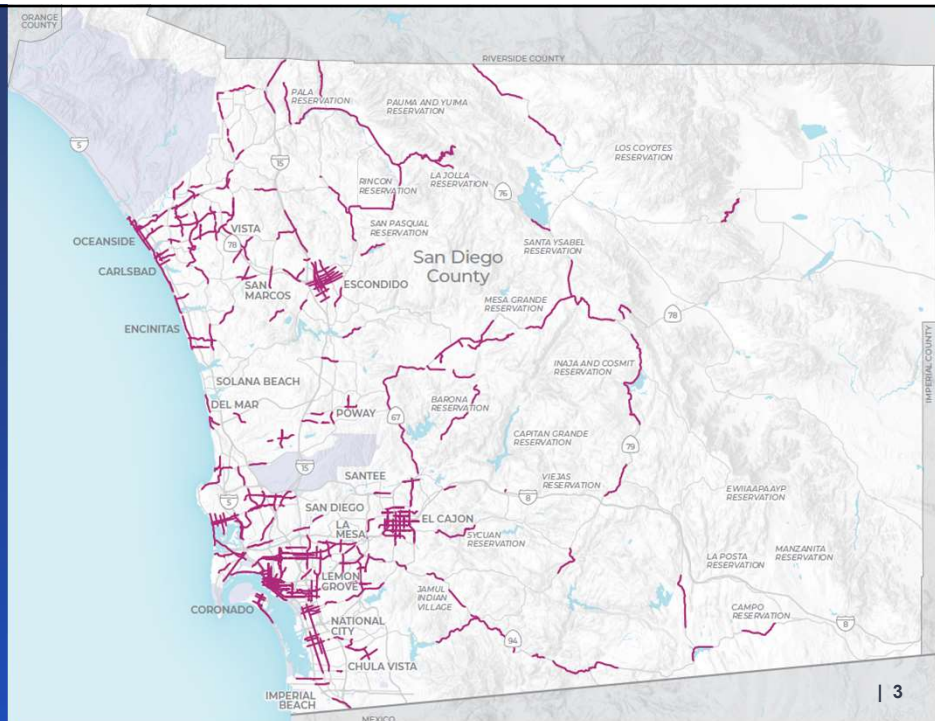 ORANGE
COUNTY
RIVERSIDE COUNTY
5
PALA
RESERVATION
PAUMA AND YUIMA
RESERVATION
15
LOS COYOTES
RESERVATION
RINCON
RESERVATION
LA JOLLA
RESERVATION
76
OCEANSIDE
VISTA
78
SAN PASQUAL
RESERVATION
SANTA YSABEL
RESERVATION
San Diego
County
CARLSBAD
SAN
MARCOS
ESCONDIDO
MESA GRANDE
RESERVATION
78
ENCINITAS
IMPERIAL COUNTY
INAJA AND COSMIT
RESERVATION
SOLANA BEACH
DEL MAR
POWAY
67
BARONA
RESERVATION
CAPITAN GRANDE
RESERVATION
79
15
SANTEE
VIEJAS
RESERVATION
8
EWIIAAPAAYP
RESERVATION
5
SAN DIEGO
LA
MESA
EL CAJON
SYCUAN
RESERVATION
LA POSTA
RESERVATION
MANZANITA
RESERVATION
LEMON
GROVE
JAMUL
INDIAN
VILLAGE
CORONADO
CAMPO
RESERVATION
8
NATIONAL
CITY
94
CHULA VISTA
IMPERIAL
BEACH
MEXICO
| 3